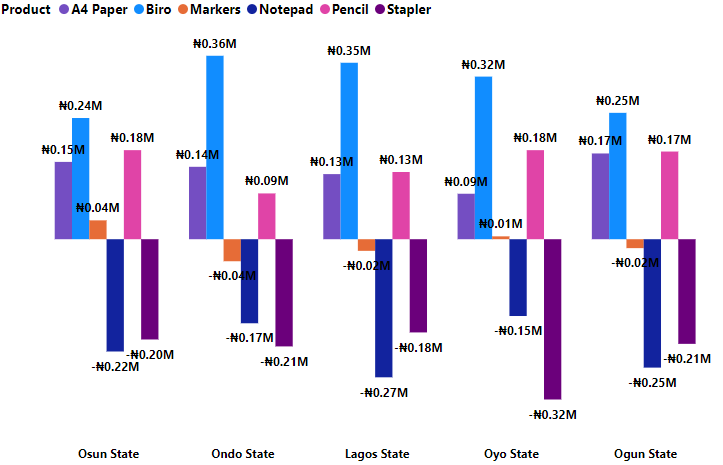 Product A4 Paper Biro Markers Notepad Pencil Stapler
₦0.15M ₦0.24M ₦0.04M -₦0.22M ₦0.18M -₦0.20M
₦0.14M ₦0.36M -₦0.04M -₦0.17M ₦0.09M -₦0.21M
₦0.13M ₦0.35M -₦0.02M -₦0.27M ₦0.13M -₦0.18M
₦0.09M ₦0.32M ₦0.01M -₦0.15M ₦0.18M -₦0.32M
₦0.17M ₦0.25M -₦0.02M -₦0.25M ₦0.17M -₦0.21M
Osun State Ondo State Lagos State Oyo State Ogun State